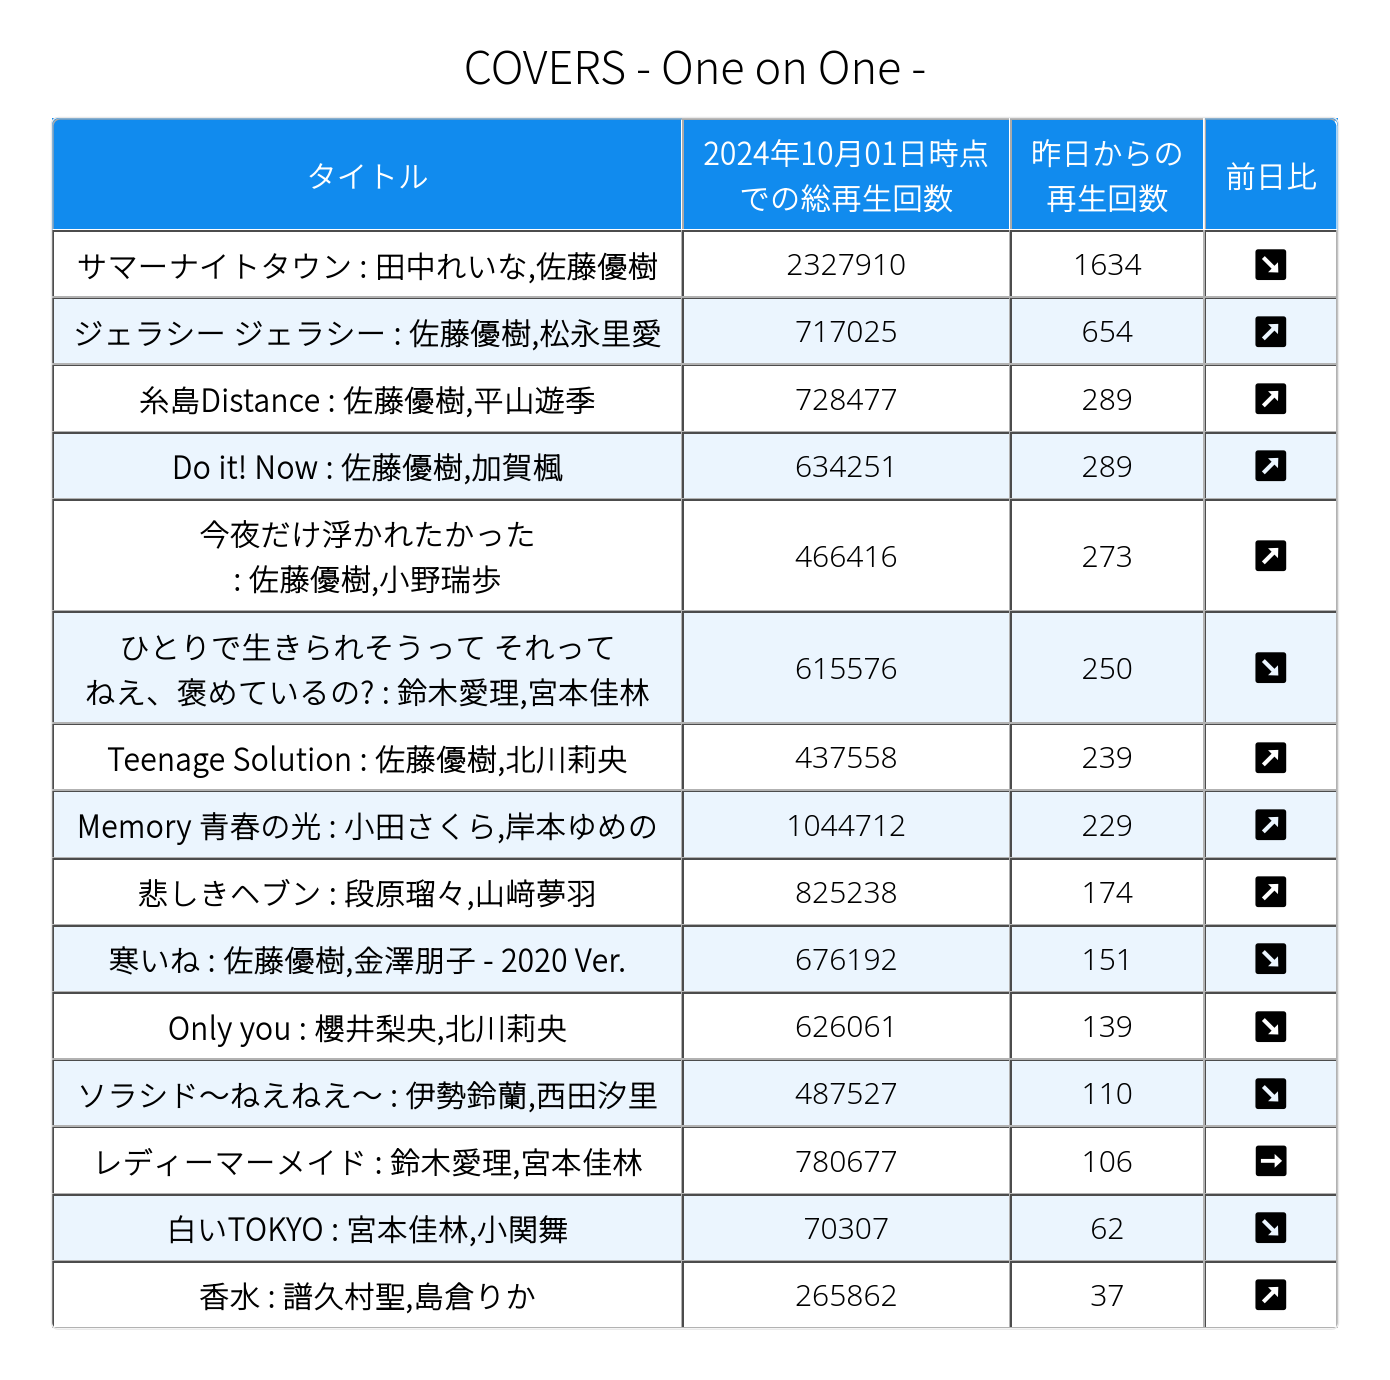 COVERS - One on One -
タイトル
2024年10月01日時点
での総再生回数
昨日からの
再生回数
前日比
サマーナイトタウン : 田中れいな,佐藤優樹 2327910 1634 ↘
ジェラシー ジェラシー : 佐藤優樹,松永里愛 717025 654 ↗
糸島Distance : 佐藤優樹,平山遊季 728477 289 ↗
Do it! Now : 佐藤優樹,加賀楓 634251 289 ↗
今夜だけ浮かれたかった
: 佐藤優樹,小野瑞歩 466416 273 ↗
ひとりで生きられそうって それって
ねえ、褒めているの? : 鈴木愛理,宮本佳林 615576 250 ↘
Teenage Solution : 佐藤優樹,北川莉央 437558 239 ↗
Memory 青春の光 : 小田さくら,岸本ゆめの 1044712 229 ↗
悲しきヘブン : 段原瑠々,山﨑夢羽 825238 174 ↗
寒いね : 佐藤優樹,金澤朋子 - 2020 Ver. 676192 151 ↘
Only you : 櫻井梨央,北川莉央 626061 139 ↘
ソラシド～ねえねえ～ : 伊勢鈴蘭,西田汐里 487527 110 ↘
レディーマーメイド : 鈴木愛理,宮本佳林 780677 106 →
白いTOKYO : 宮本佳林,小関舞 70307 62 ↘
香水 : 譜久村聖,島倉りか 265862 37 ↗